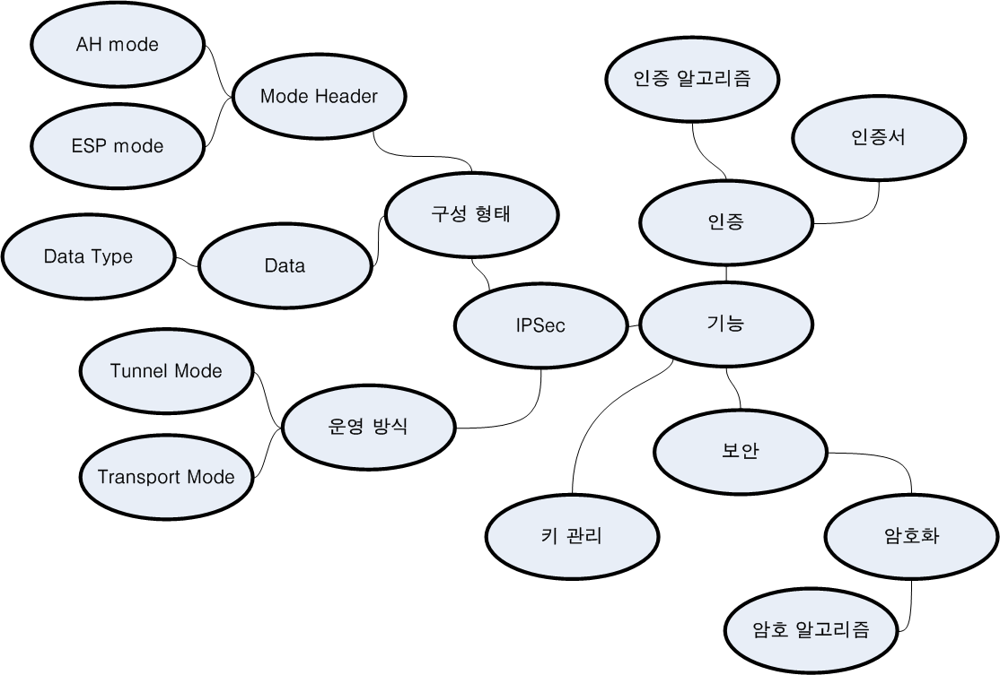 AH mode
Mode Header
ESP mode
인증 알고리즘
인증서
구성 형태
인증
Data Type
Data
IPSec
기능
Tunnel Mode
운영 방식
Transport Mode
보안
키 관리
암호화
암호 알고리즘